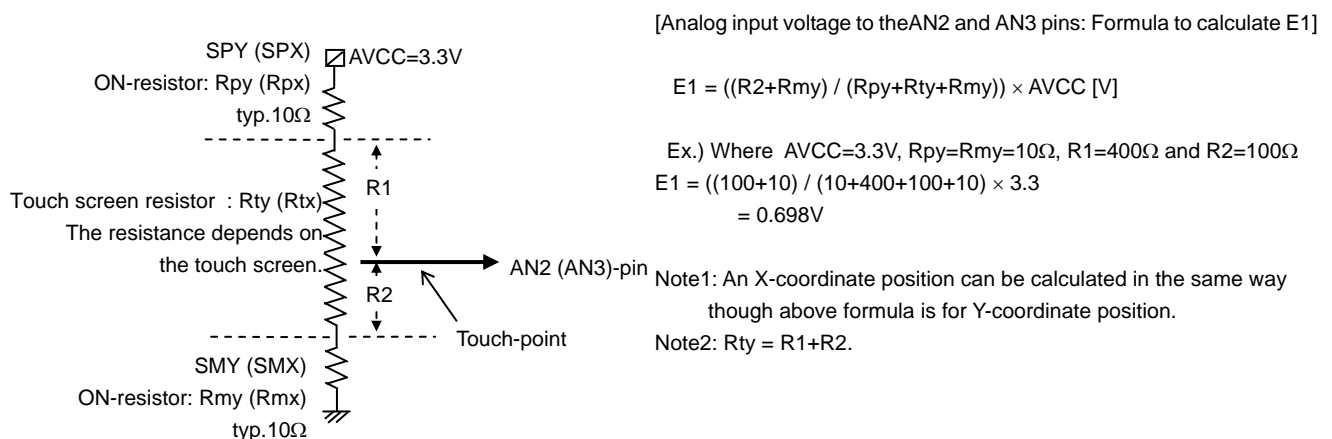 SPY (SPX)
AVCC=3.3V
ON-resistor: Rpy (Rpx)
typ.10Ω
R1
Touch screen resistor : Rty (Rtx)
The resistance depends on
the touch screen.
AN2 (AN3)-pin
R2
Touch-point
SMY (SMX)
ON-resistor: Rmy (Rmx)
typ.10Ω
[Analog input voltage to theAN2 and AN3 pins: Formula to calculate E1]
E1 = ((R2+Rmy) / (Rpy+Rty+Rmy)) × AVCC [V]
Ex.) Where AVCC=3.3V, Rpy=Rmy=10Ω, R1=400Ω and R2=100Ω
E1 = ((100+10) / (10+400+100+10) × 3.3
= 0.698V
Note1: An X-coordinate position can be calculated in the same way
though above formula is for Y-coordinate position.
Note2: Rty = R1+R2.